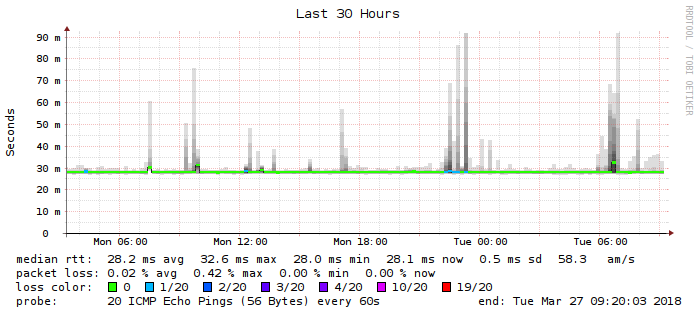 Last 30 Hours
RRDTOOL / TOBI OETIKER
Seconds
90 m
80 m
70 m
60 m
50 m
40 m
30 m
20 m
10 m
0
Mon 06:00 Mon 12:00 Mon 18:00 Tue 00:00 Tue 06:00
median rtt: 28.2 ms avg 32.6 ms max 28.0 ms min 28.1 ms now 0.5 ms sd 58.3 am/s
packet loss: 0.02 % avg 0.42 % max 0.00 % min 0.00 % now
loss color: 0 1/20 2/20 3/20 4/20 10/20 19/20
probe: 20 ICMP Echo Pings (56 Bytes) every 60s end: Tue Mar 27 09:20:03 2018